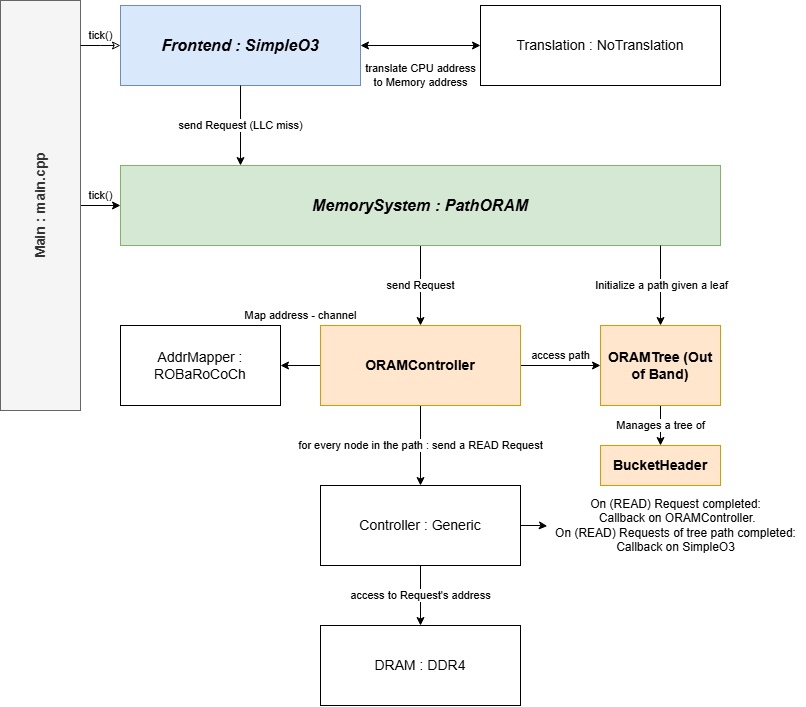 tick()
Frontend : SimpleO3
Translation : NoTranslation
translate CPU address
to Memory address
send Request (LLC miss)
Main : main.cpp
tick()
MemorySystem : PathORAM
send Request
Initialize a path given a leaf
Map address - channel
AddrMapper :
ROBaRoCoCh
ORAMController
access path
ORAMTree (Out
of Band)
Manages a tree of
for every node in the path : send a READ Request
BucketHeader
Controller : Generic
On (READ) Request completed:
Callback on ORAMController.
On (READ) Requests of tree path completed:
Callback on SimpleO3
access to Request's address
DRAM : DDR4